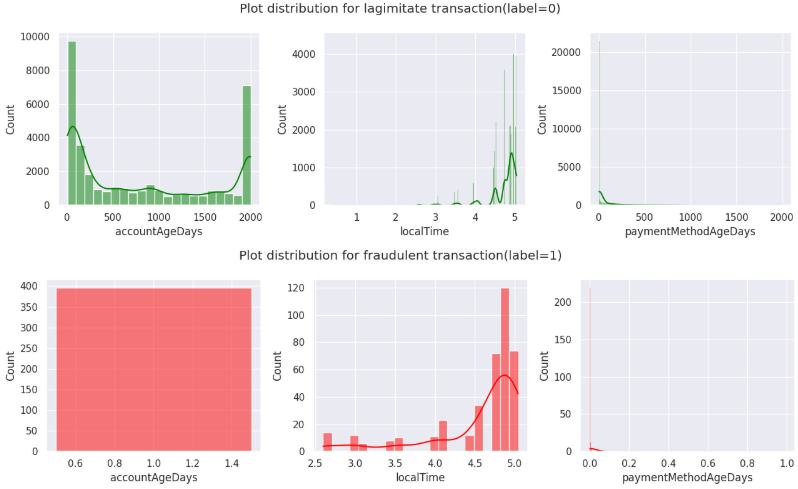 Plot distribution for lagimitate transaction(label=0)
10000
8000
6000
4000
2000
0
Count
0 500 1000 1500 2000
accountAgeDays
4000
3000
2000
1000
0
Count
1 2 3 4 5
localTime
20000
15000
10000
5000
0
Count
0 500 1000 1500 2000
paymentMethodAgeDays
Plot distribution for fraudulent transaction(label=1)
400
350
300
250
200
150
100
50
0
Count
0.6 0.8 1.0 1.2 1.4
accountAgeDays
120
100
80
60
40
20
0
Count
2.5 3.0 3.5 4.0 4.5 5.0
localTime
200
150
100
50
0
Count
0.0 0.2 0.4 0.6 0.8 1.0
paymentMethodAgeDays